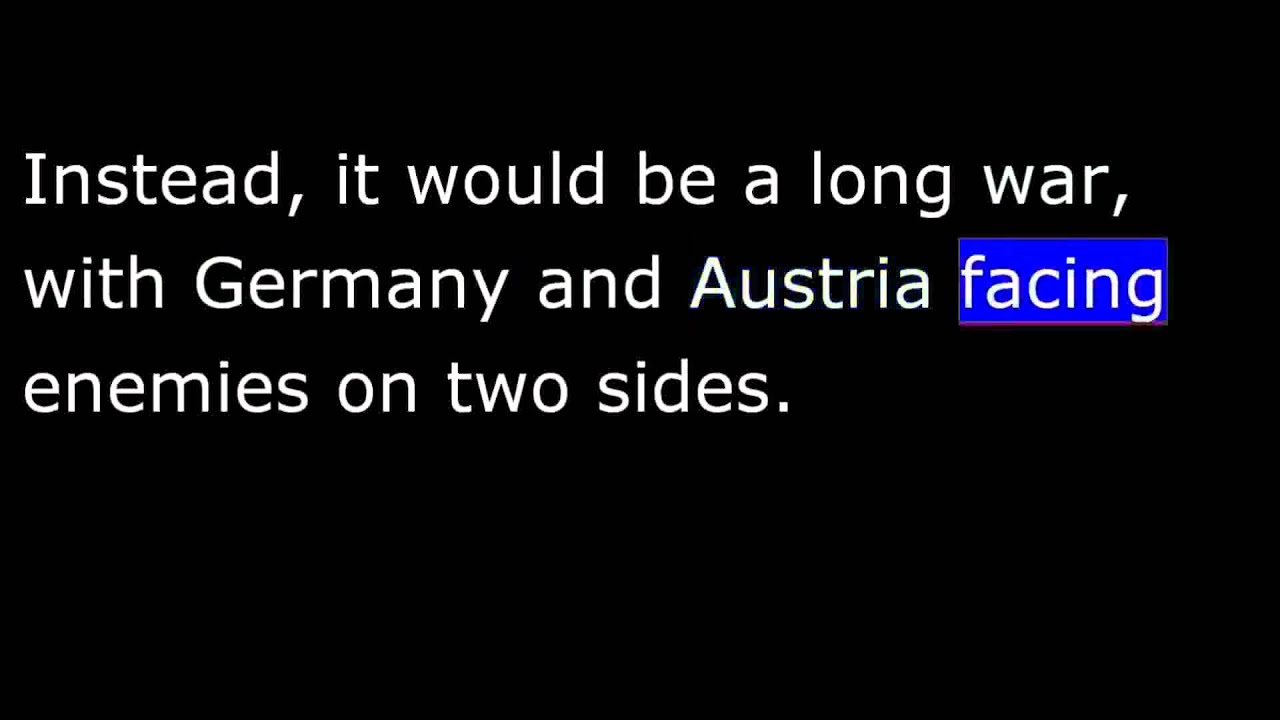 Instead, it would be a long war,
with Germany and Austria facing
enemies on two sides.